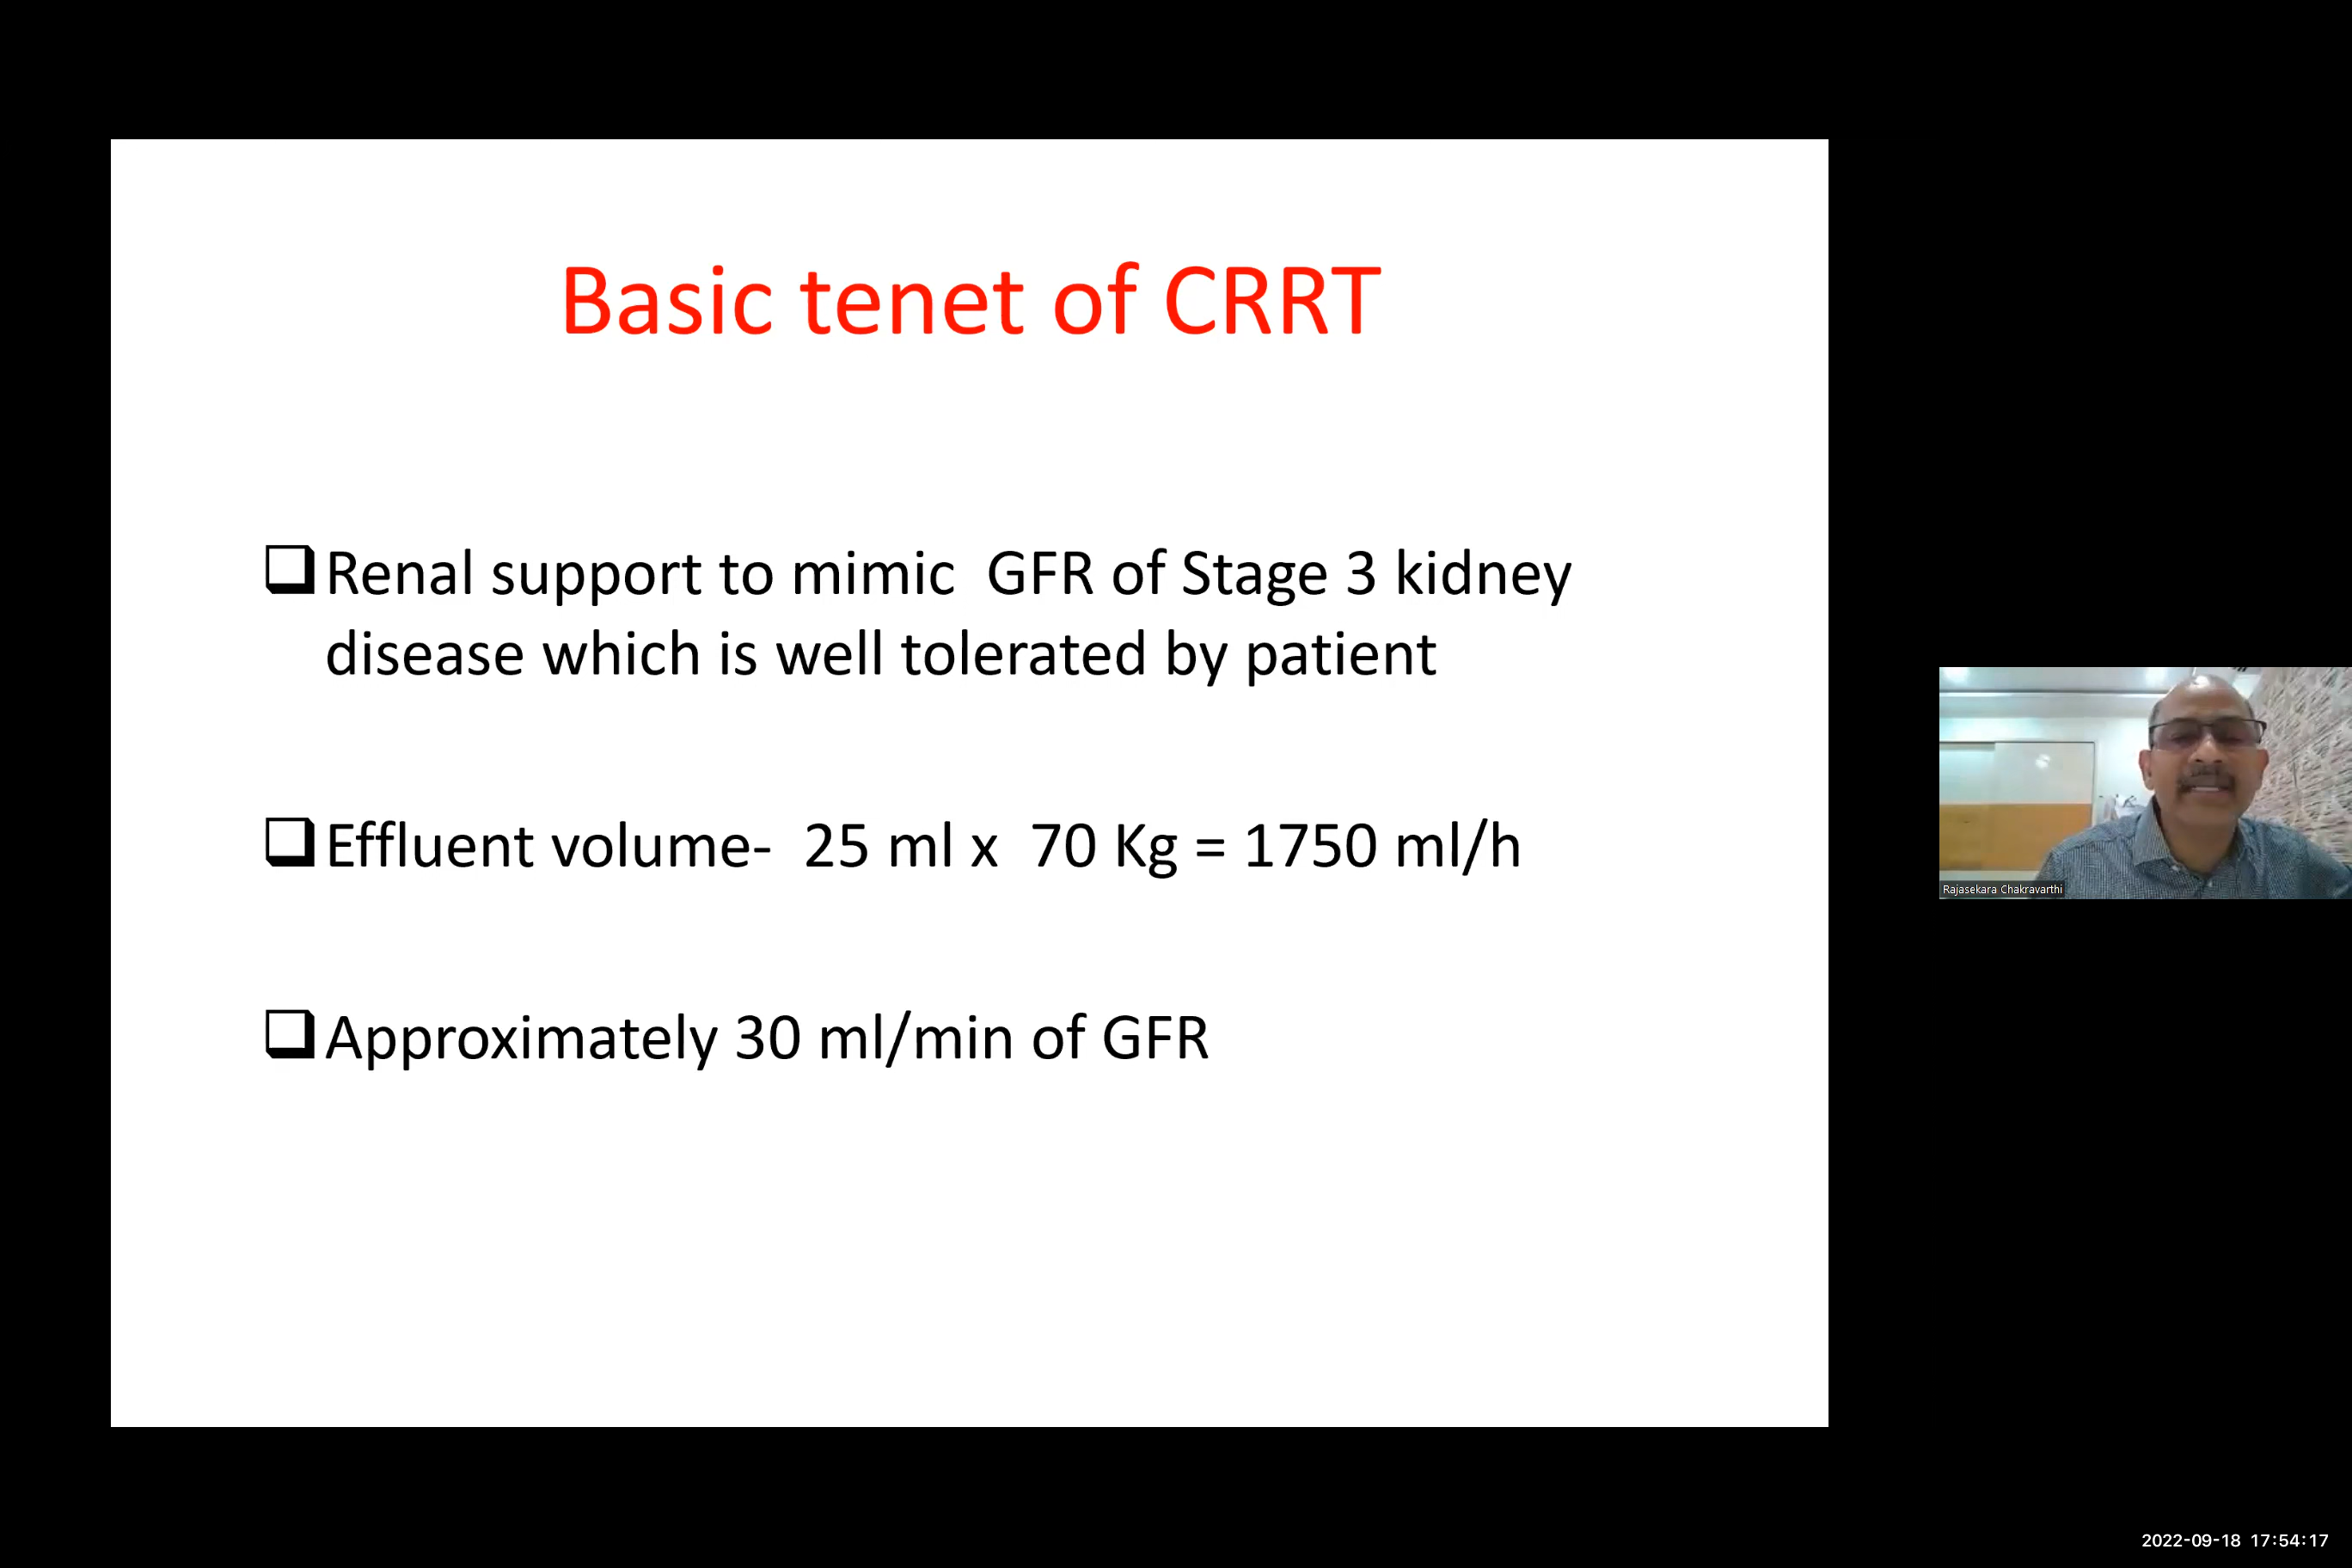 Basic tenet of CRRT
Renal support to mimic GFR of Stage 3 kidney
disease which is well tolerated by patient
Effluent volume- 25 ml x 70 Kg = 1750 ml/h
Approximately 30 ml/min of GFR
Rajasekara Chakravarthi
2022-09-18 17:54:17